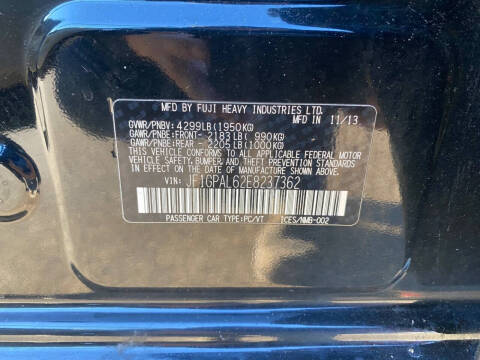 MFD BY FUJI HEAVY INDUSTRIES LTD.
MFD IN 11/13
GVWR/PNBV: 4299LB(1950KG)
GAWR/PNBE:FRONT- 2183LB( 990KG)
GAWR/PNBE:REAR - 2205LB(1000KG)
THIS VEHICLE CONFORMS TO ALL APPLICABLE FEDERAL MOTOR
VEHICLE SAFETY, BUMPER AND THEFT PREVENTION STANDARDS
IN EFFECT ON THE DATE OF MANUFACTURE SHOWN ABOVE.
VIN: JF1GPAL62E8237362
PASSENGER CAR TYPE:PC/VT ICES/NMB-002